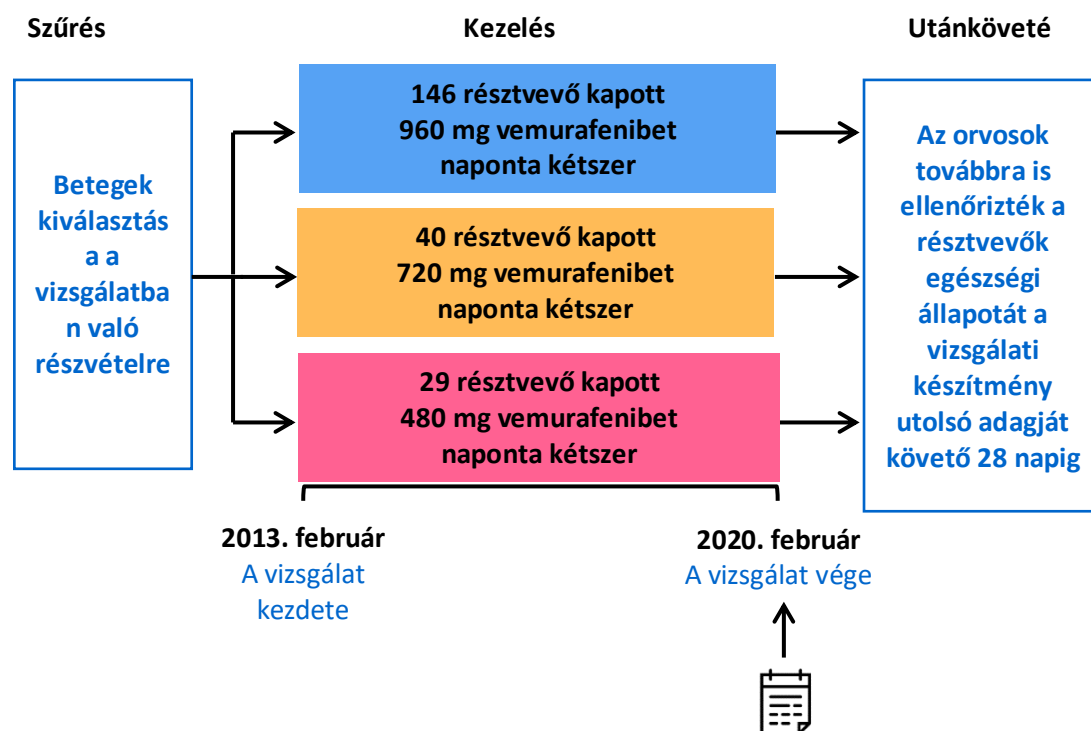 Szűrés
Kezelés
Utánköveté
Betegek
kiválasztás
a a
vizsgálatba
n való
részvételre
146 résztvevő kapott
960 mg vemurafenibet
naponta kétszer
40 résztvevő kapott
720 mg vemurafenibet
naponta kétszer
29 résztvevő kapott
480 mg vemurafenibet
naponta kétszer
Az orvosok
továbbra is
ellenőrizték a
résztvevők
egészségi
állapotát a
vizsgálati
készítmény
utolsó adagját
követő 28 napig
2013. február
A vizsgálat
kezdete
2020. február
A vizsgálat vége